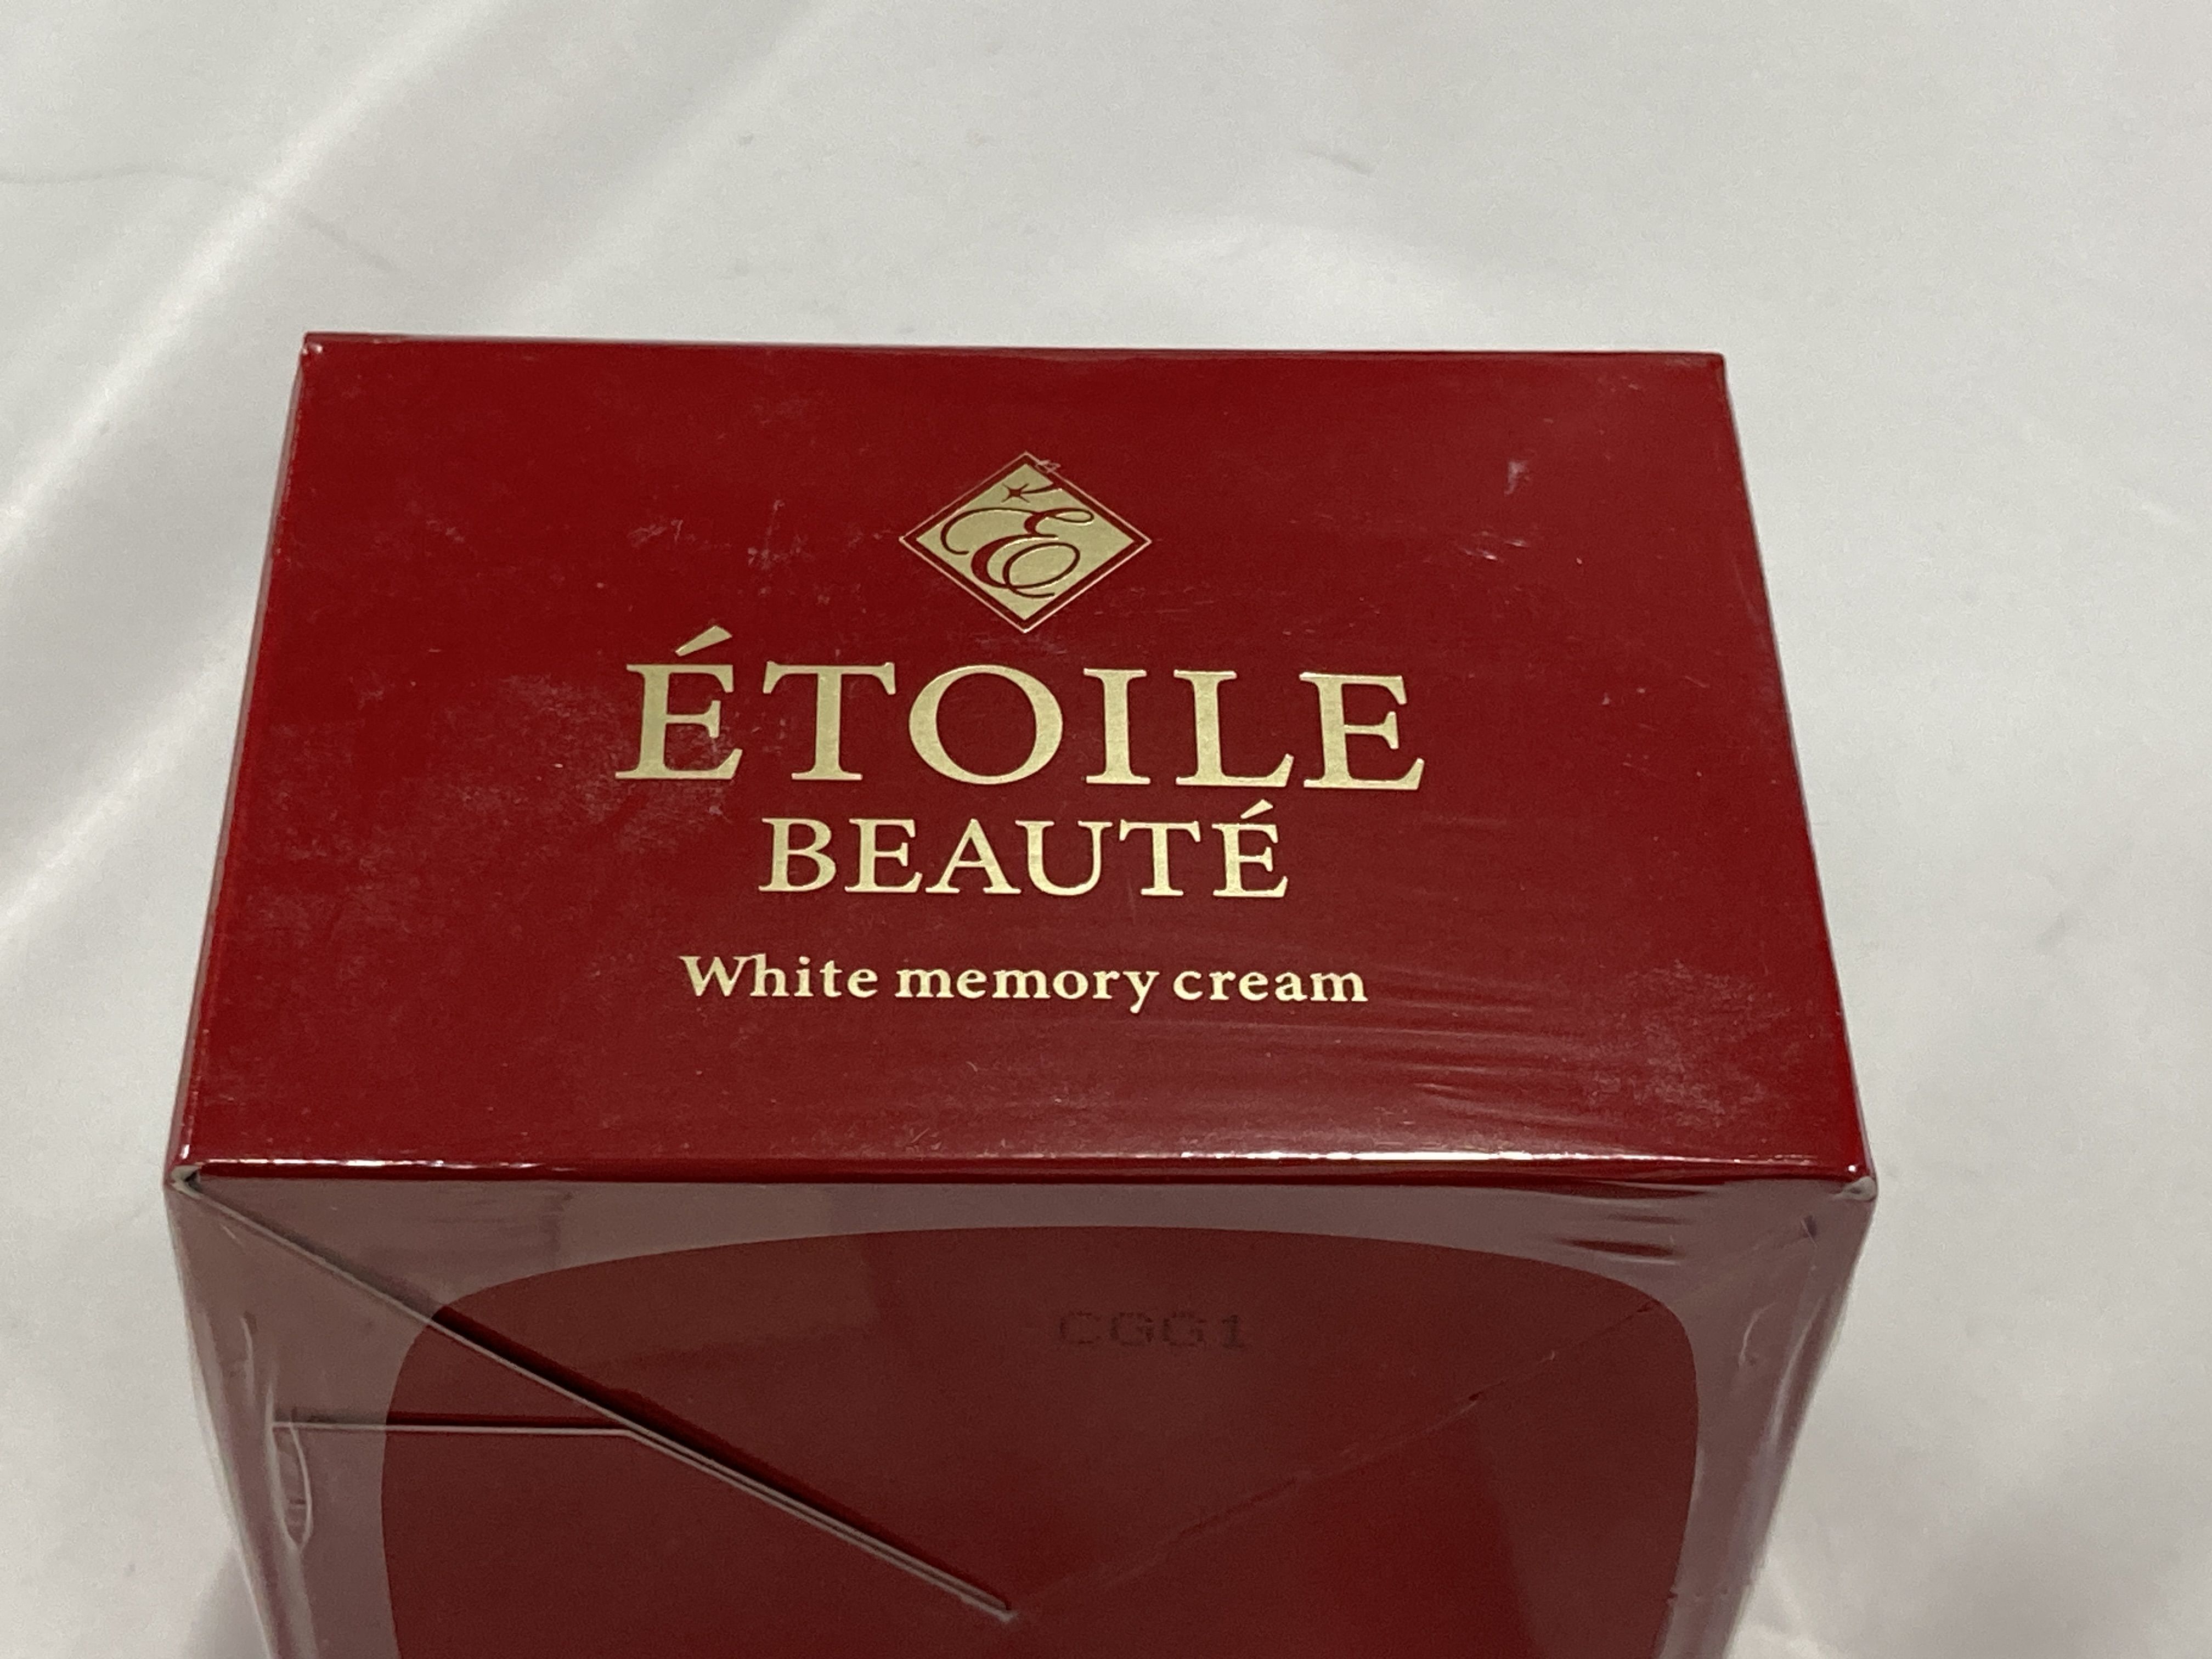 E
ÉTOILE
BEAUTÉ
White memory cream
CGG1